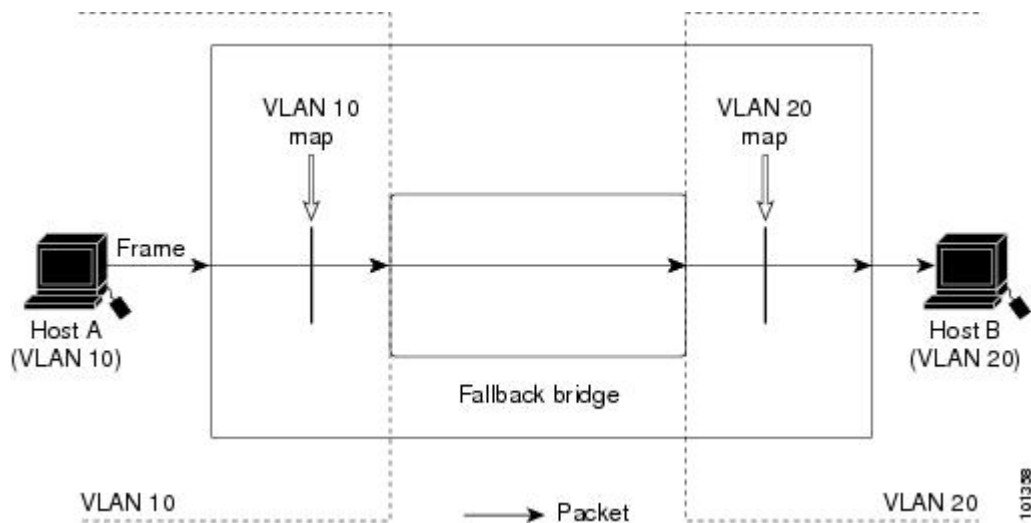 VLAN 10
map
VLAN 20
map
Frame
Host A
(VLAN 10)
Host B
(VLAN 20)
Fallback bridge
VLAN 10
Packet
VLAN 20
101358